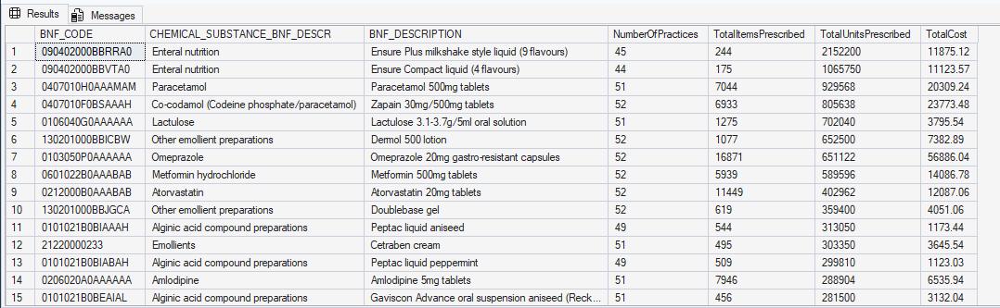 Results Messages
BNF_CODE CHEMICAL_SUBSTANCE_BNF_DESCR BNF_DESCRIPTION NumberOfPractices TotalItemsPrescribed TotalUnitsPrescribed TotalCost
1 090402000BBRRA0 Enteral nutrition Ensure Plus milkshake style liquid (9 flavours) 45 244 2152200 11875.12
2 090402000BBVTA0 Enteral nutrition Ensure Compact liquid (4 flavours) 44 175 1065750 11123.57
3 0407010H0AAAMAM Paracetamol Paracetamol 500mg tablets 51 7044 929568 20309.24
4 0407010F0BSAAAH Co-codamol (Codeine phosphate/paracetamol) Zapain 30mg/500mg tablets 52 6933 805638 23773.48
5 0106040G0AAAAAA Lactulose Lactulose 3.1-3.7g/5ml oral solution 51 1275 702040 3795.54
6 130201000BBICBW Other emollient preparations Dermol 500 lotion 52 1077 652500 7382.89
7 0103050P0AAAAAA Omeprazole Omeprazole 20mg gastro-resistant capsules 52 16871 651122 56886.04
8 0601022B0AAABAB Metformin hydrochloride Metformin 500mg tablets 52 5939 589596 14086.78
9 0212000B0AAABAB Atorvastatin Atorvastatin 20mg tablets 52 11449 402962 12087.06
10 130201000BBJGCA Other emollient preparations Doublebase gel 52 619 359400 4051.06
11 0101021B0BIAAAH Alginic acid compound preparations Peptac liquid aniseed 49 544 313050 1173.44
12 21220000233 Emollients Cetraben cream 51 495 303350 3645.54
13 0101021B0BIABAH Alginic acid compound preparations Peptac liquid peppermint 49 509 299810 1123.03
14 0206020A0AAAAAA Amlodipine Amlodipine 5mg tablets 51 7946 288904 6535.94
15 0101021B0BEAIAL Alginic acid compound preparations Gaviscon Advance oral suspension aniseed (Reck... 51 456 281500 3132.04